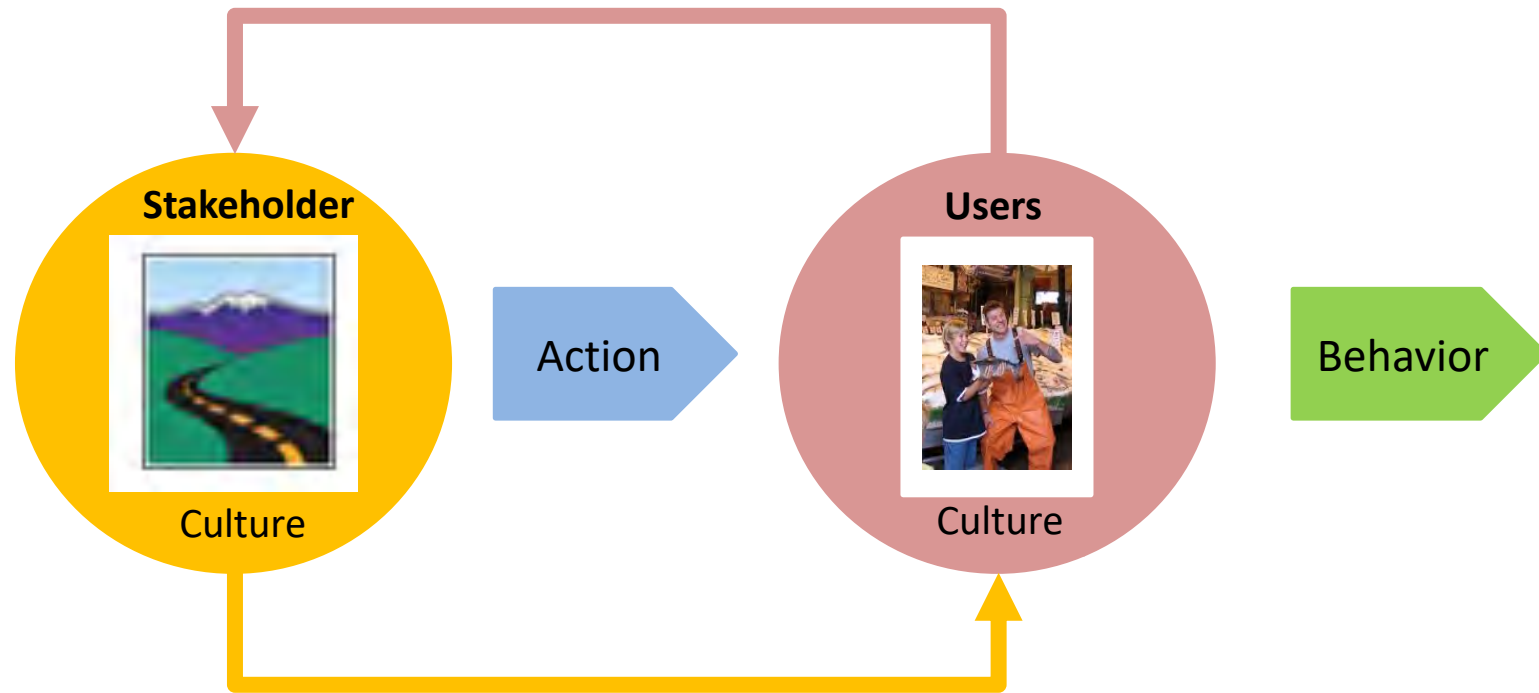 Stakeholder
Culture
Action
Users
Culture
Behavior